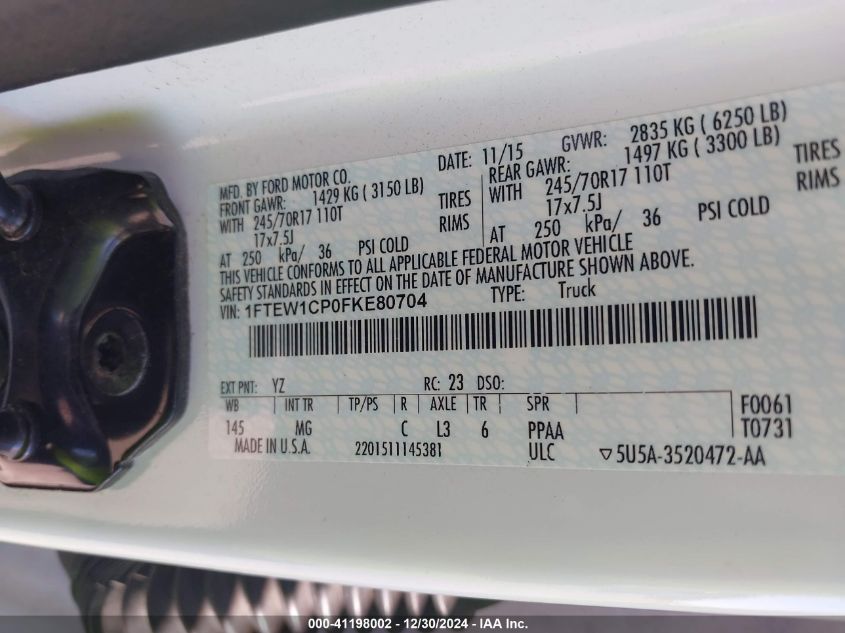 MFD. BY FORD MOTOR CO. DATE: 11/15 GVWR: 2835 KG ( 6250 LB)
FRONT GAWR: 1429 KG ( 3150 LB) REAR GAWR: 1497 KG ( 3300 LB)
WITH 245/70R17 110T TIRES WITH 245/70R17 110T TIRES
17x7.5J RIMS 17x7.5J RIMS
AT 250 kPa/ 36 PSI COLD AT 250 kPa/ 36 PSI COLD
THIS VEHICLE CONFORMS TO ALL APPLICABLE FEDERAL MOTOR VEHICLE
SAFETY STANDARDS IN EFFECT ON THE DATE OF MANUFACTURE SHOWN ABOVE.
VIN: 1FTEW1CP0FKE80704 TYPE: Truck
EXT PNT: YZ RC: 23 DSO:
WB INT TR TP/PS R AXLE TR SPR F0061
145 MG C L3 6 PPAA T0731
MADE IN U.S.A. 2201511145381 ULC ▽5U5A-3520472-AA
000-41198002 - 12/30/2024 - IAA Inc.